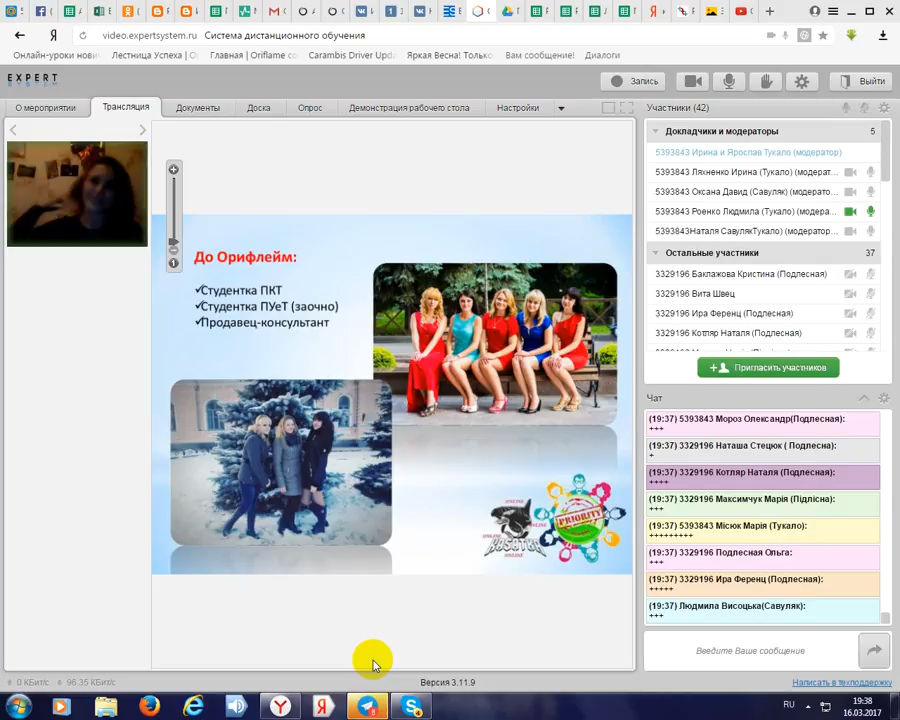 video.expertsystem.ru Система дистанционного обучения
Онлайн-уроки нови
Лестница Успеха | O
Главная | Oriflame co
Carambis Driver Upd
Яркая Весна! Только
Вам сообщение!
Диалоги
EXPERT
SYSTEM
Запись
Выйти
О мероприятии
Трансляция
Документы
Доска
Опрос
Демонстрация рабочего стола
Настройки
Участники (42)
Докладчики и модераторы 5
5393843 Ирина и Ярослав Тукало (модератор)
5393843 Ляхненко Ирина (Тукало) (модерат...
5393843 Оксана Давид (Савуляк) (модерато...
5393843 Роенко Людмила (Тукало) (модера...
5393843Наталя СавулякТукало) (модератор...
Остальные участники 37
3329196 Баклажова Кристина (Подлесная)
3329196 Вита Швец
3329196 Ира Ференц (Подлесная)
3329196 Котляр Наталя (Подлесная)
Пригласить участников
До Орифлейм:
✓Студентка ПКТ
✓Студентка ПУеТ (заочно)
✓Продавец-консультант
ONLINE
ONLINE
Kasatka
ONLINE
PRIORITY
Чат
(19:37) 5393843 Мороз Олександр(Подлесная):
+++
(19:37) 3329196 Наташа Стецюк ( Подлесна):
+
(19:37) 3329196 Котляр Наталя (Подлесная):
++++
(19:37) 3329196 Максимчук Марія (Підлісна):
+++
(19:37) 5393843 Місюк Марія (Тукало):
+++++++++
(19:37) 3329196 Подлесная Ольга:
+++
(19:37) 3329196 Ира Ференц (Подлесная):
+++++
(19:37) Людмила Висоцька(Савуляк):
+++
Введите Ваше сообщение
0 КБит/с
96.35 КБит/с
Версия 3.11.9
Написать в техподдержку
RU
19:38
16.03.2017